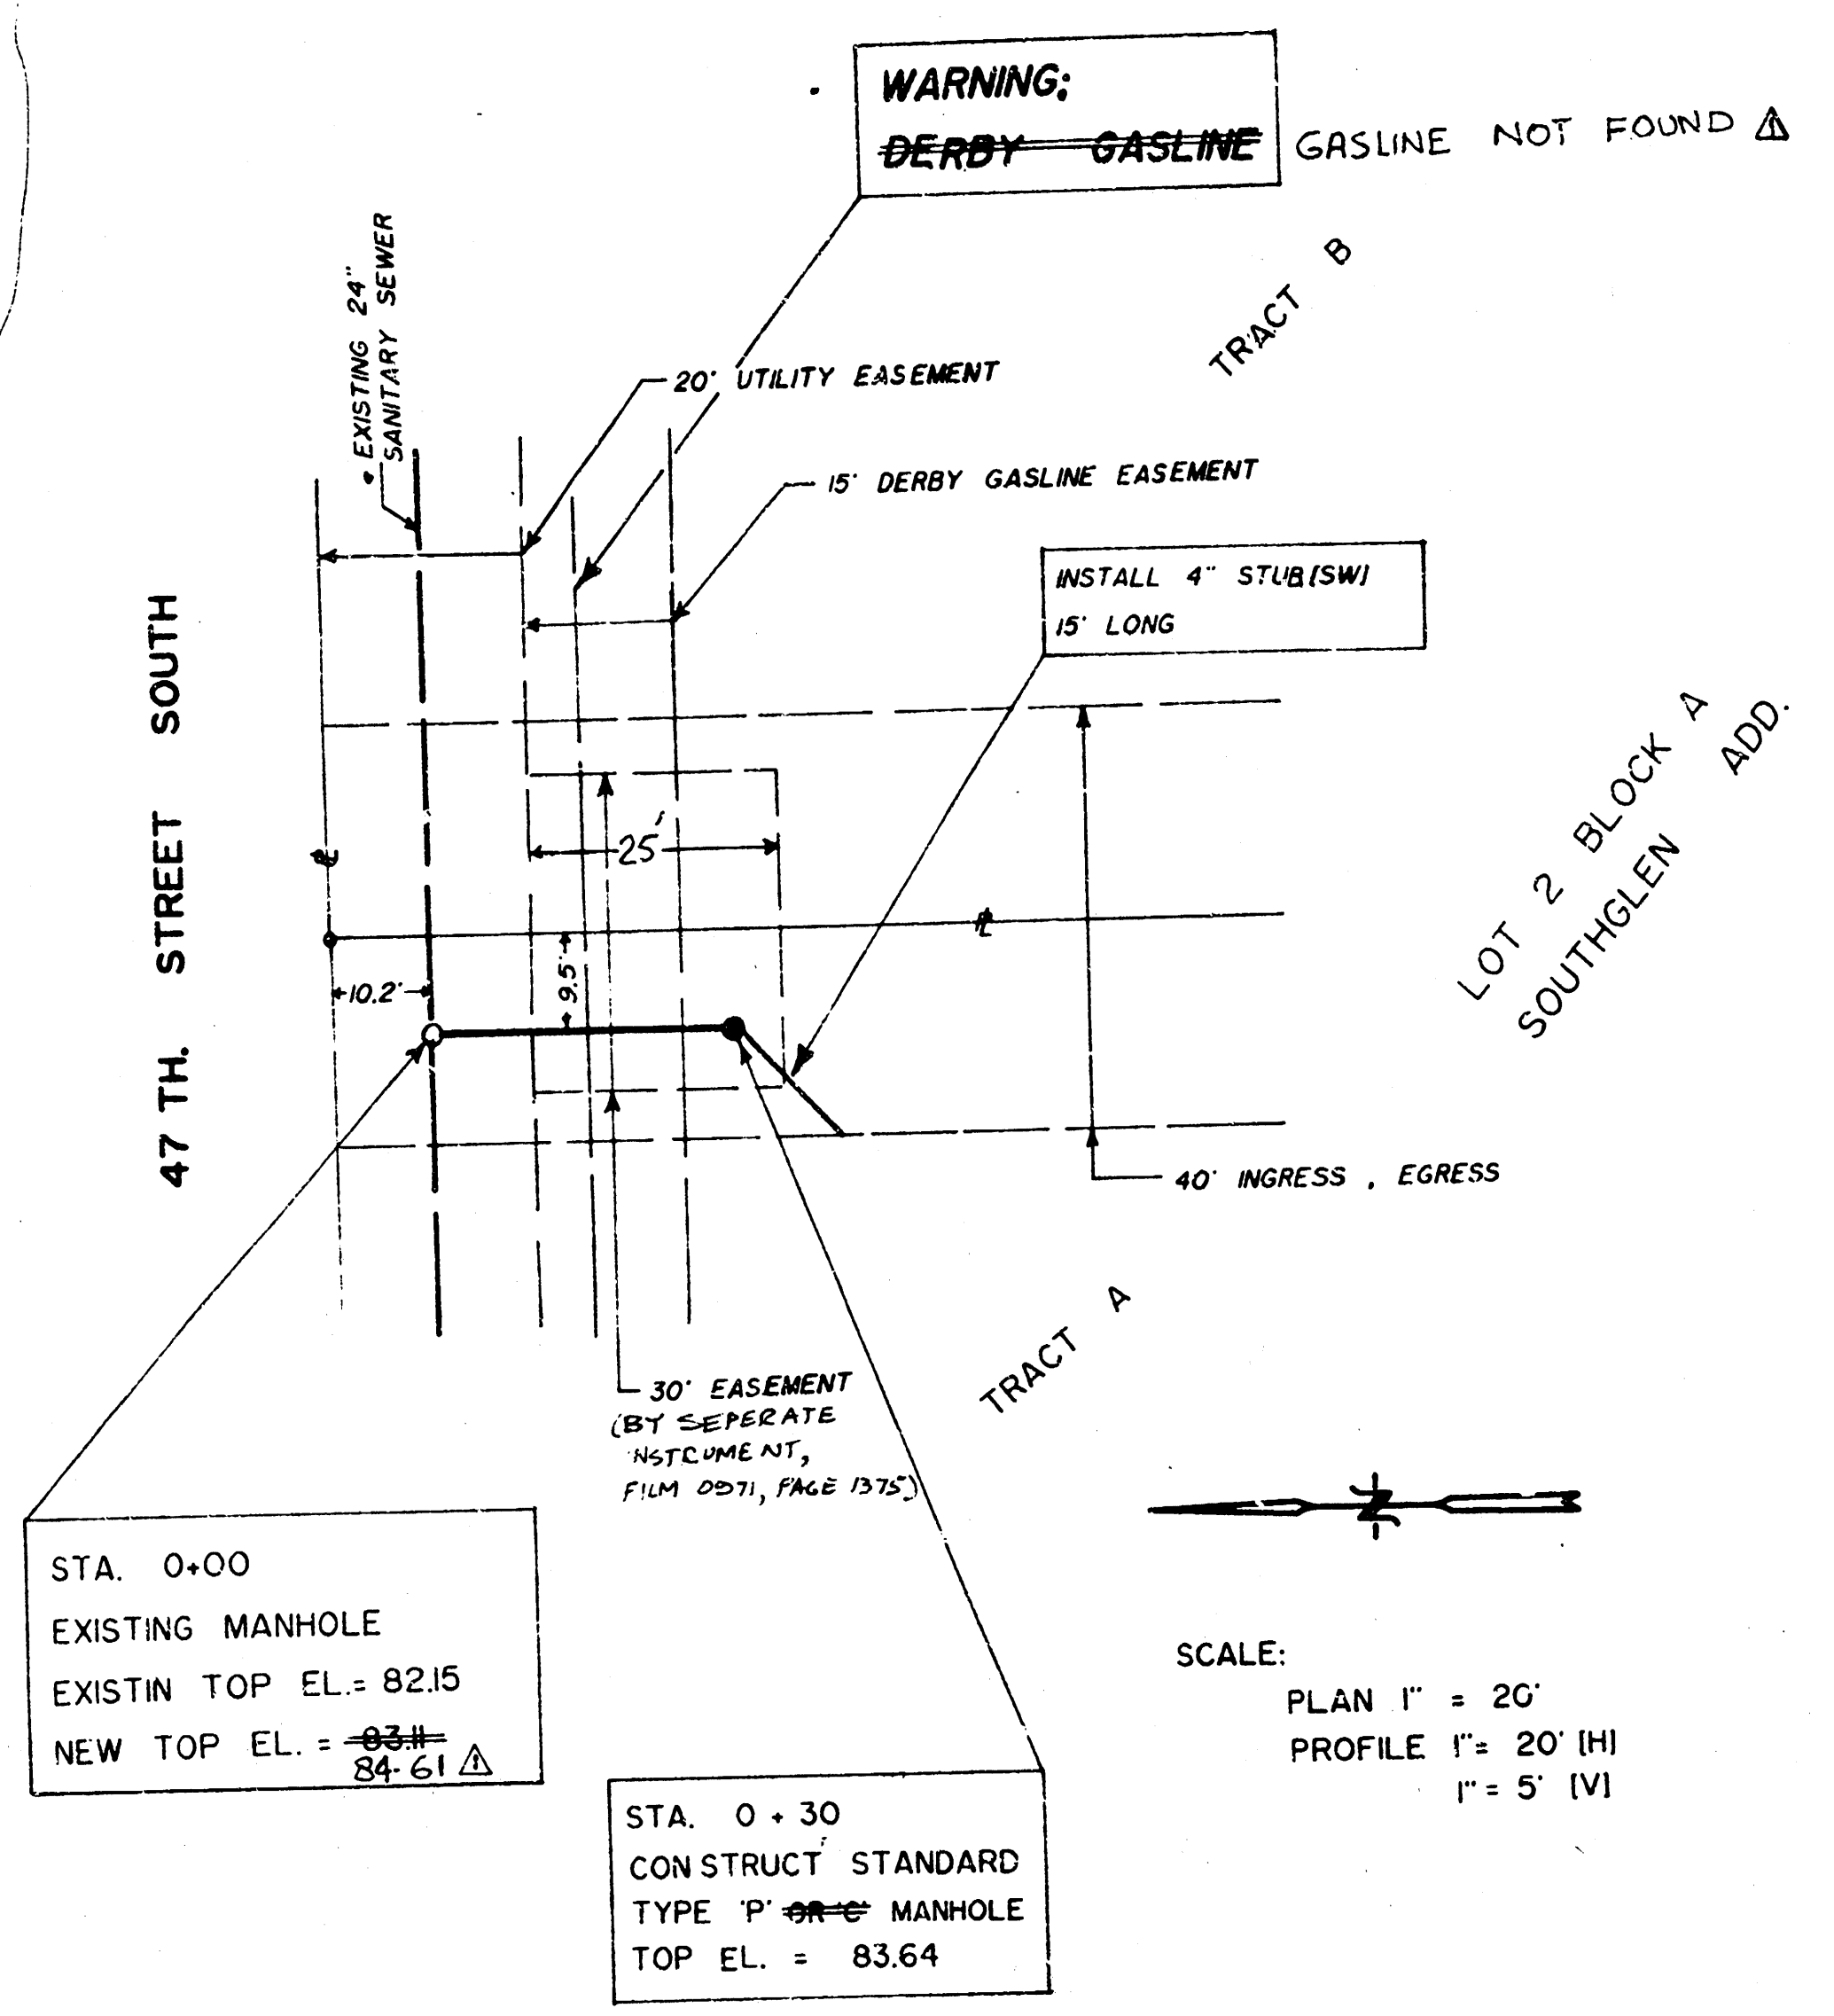 WARNING:
DERBY GASLINE GASLINE NOT FOUND
TRACT B
EXISTING 24"
SANITARY SEWER
20' UTILITY EASEMENT
15' DERBY GASLINE EASEMENT
INSTALL 4" STUB (SW)
15' LONG
47 TH. STREET SOUTH
25'
LOT 2 BLOCK A
SOUTHGLEN ADD.
9.5'
10.2'
40' INGRESS , EGRESS
TRACT A
30' EASEMENT
(BY SEPERATE
INSTRUMENT,
FILM 0971, PAGE 1375)
N
STA. 0+00
EXISTING MANHOLE
EXISTIN TOP EL.= 82.15
NEW TOP EL. = 83.11
84.61
STA. 0 + 30
CONSTRUCT STANDARD
TYPE 'P' OR 'C' MANHOLE
TOP EL. = 83.64
SCALE:
PLAN 1" = 20'
PROFILE 1" = 20' [H]
1" = 5' [V]